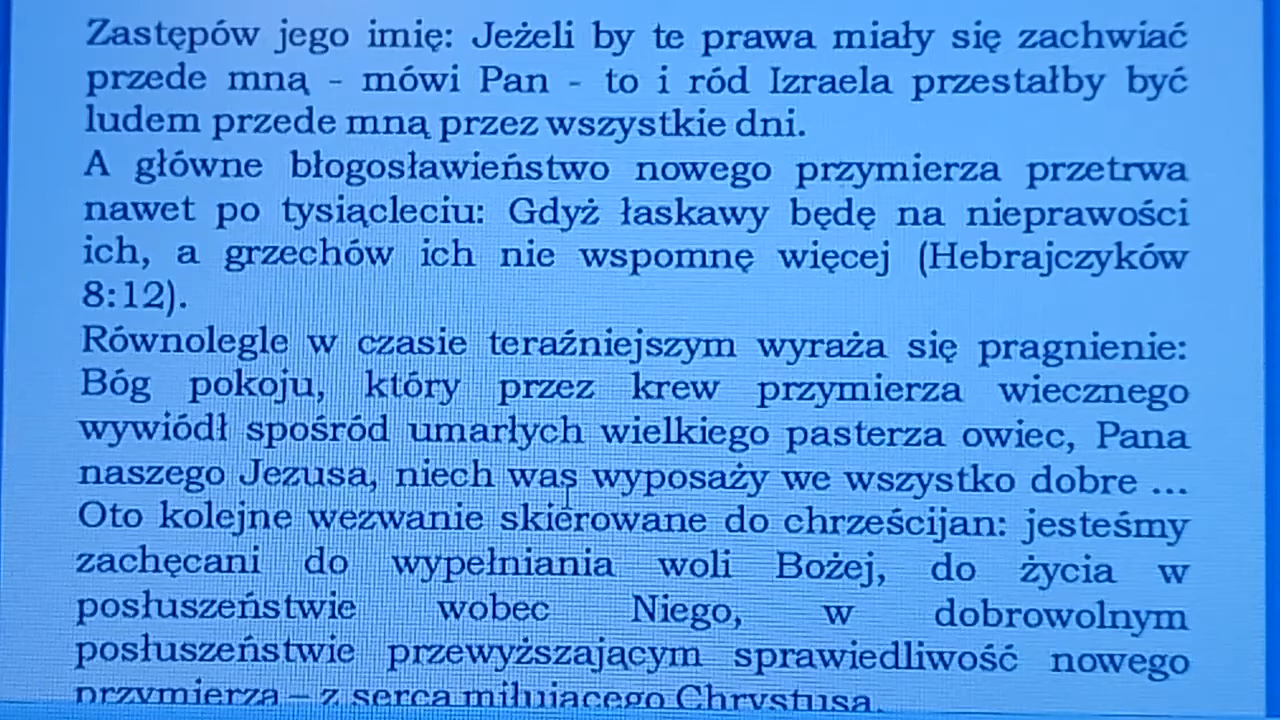 Zastępów jego imię: Jeżeli by te prawa miały się zachwiać
przede mną - mówi Pan - to i ród Izraela przestałby być
ludem przede mną przez wszystkie dni.
A główne błogosławieństwo nowego przymierza przetrwa
nawet po tysiącleciu: Gdyż łaskawy będę na nieprawości
ich, a grzechów ich nie wspomnę więcej (Hebrajczyków
8:12).
Równolegle w czasie teraźniejszym wyraża się pragnienie:
Bóg pokoju, który przez krew przymierza wiecznego
wywiódł spośród umarłych wielkiego pasterza owiec, Pana
naszego Jezusa, niech was wyposaży we wszystko dobre ...
Oto kolejne wezwanie skierowane do chrześcijan: jesteśmy
zachęcani do wypełniania woli Bożej, do życia w
posłuszeństwie wobec Niego, w dobrowolnym
posłuszeństwie przewyższającym sprawiedliwość nowego
przymierza – z serca miłującego Chrystusa.